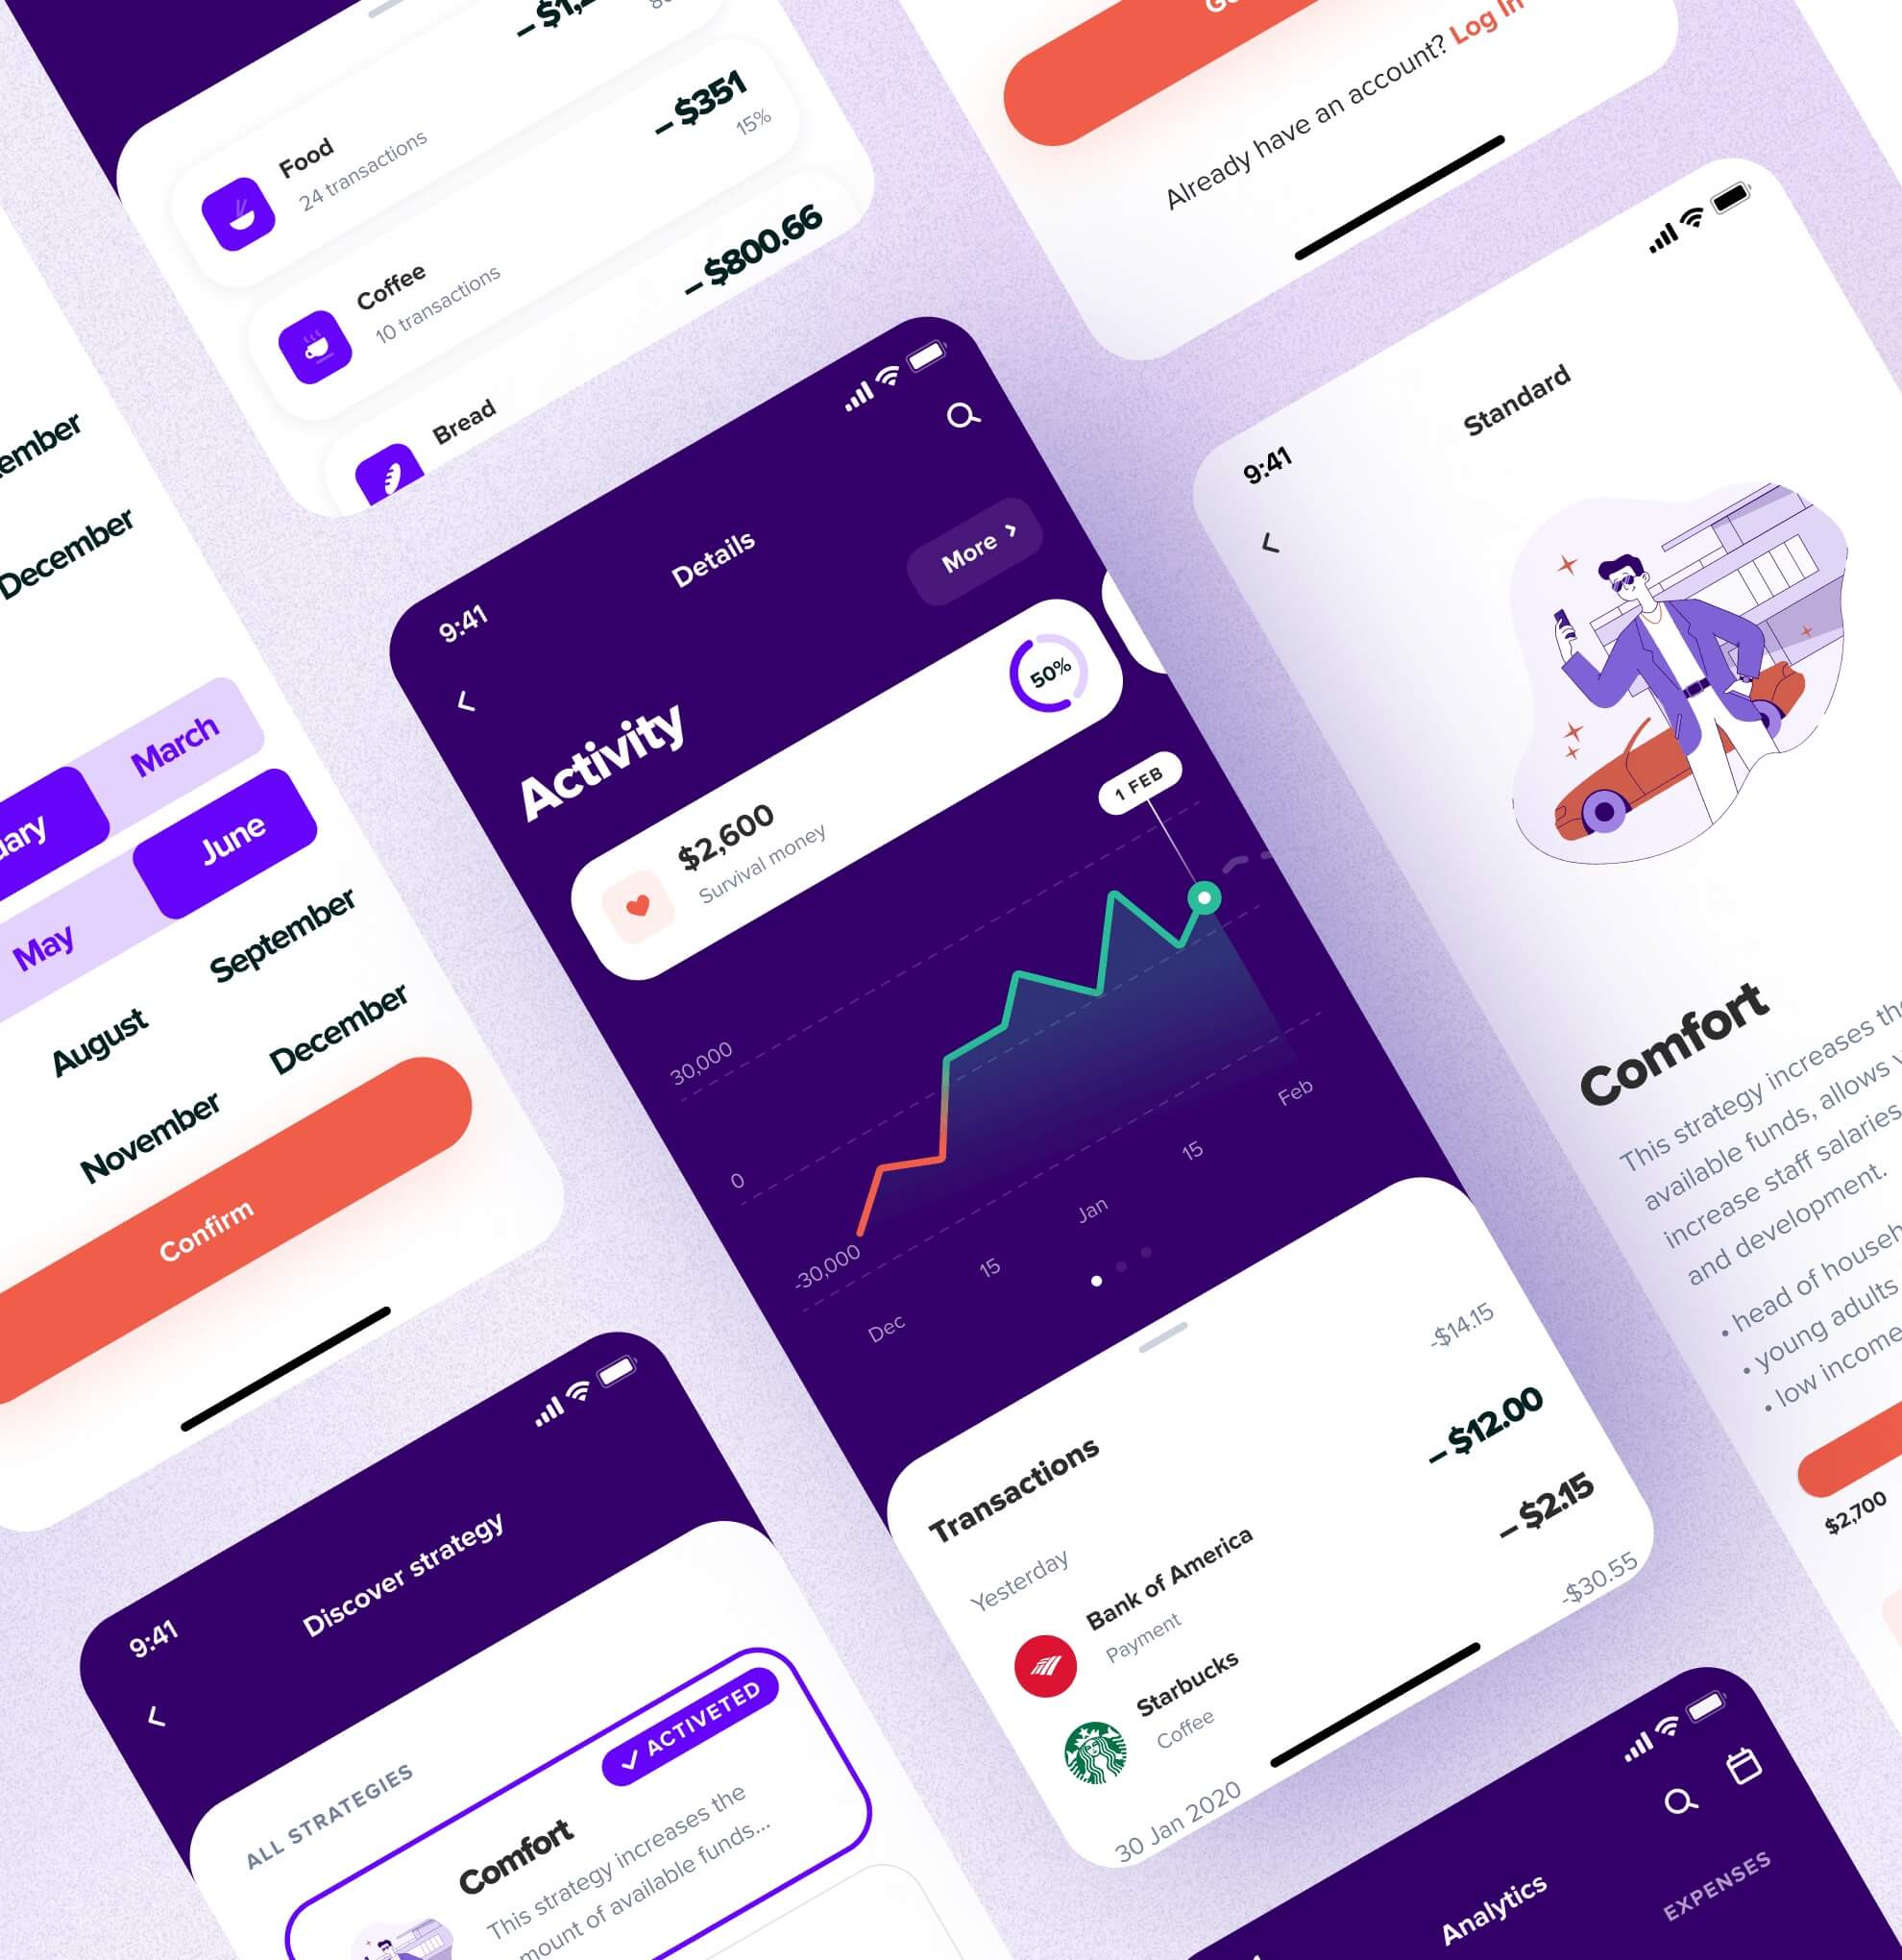 Food
24 transactions
– $351
15%
Coffee
10 transactions
– $800.66
Bread
Already have an account? Log In
December
March
June
May
September
August
December
November
Confirm
9:41
Details
Activity
More
$2,600
Survival money
50%
1 FEB
30,000
0
-30,000
Dec
15
Jan
15
Feb
Transactions
Yesterday
-$14.15
Bank of America
Payment
– $12.00
Starbucks
Coffee
– $2.15
30 Jan 2020
-$30.55
9:41
Standard
Comfort
This strategy increases
available funds, allows
increase staff salaries
and development.
• head of
• young adults
• low income
$2,700
9:41
Discover strategy
ALL STRATEGIES
ACTIVETED
Comfort
This strategy increases the
of available funds...
Analytics
EXPENSES